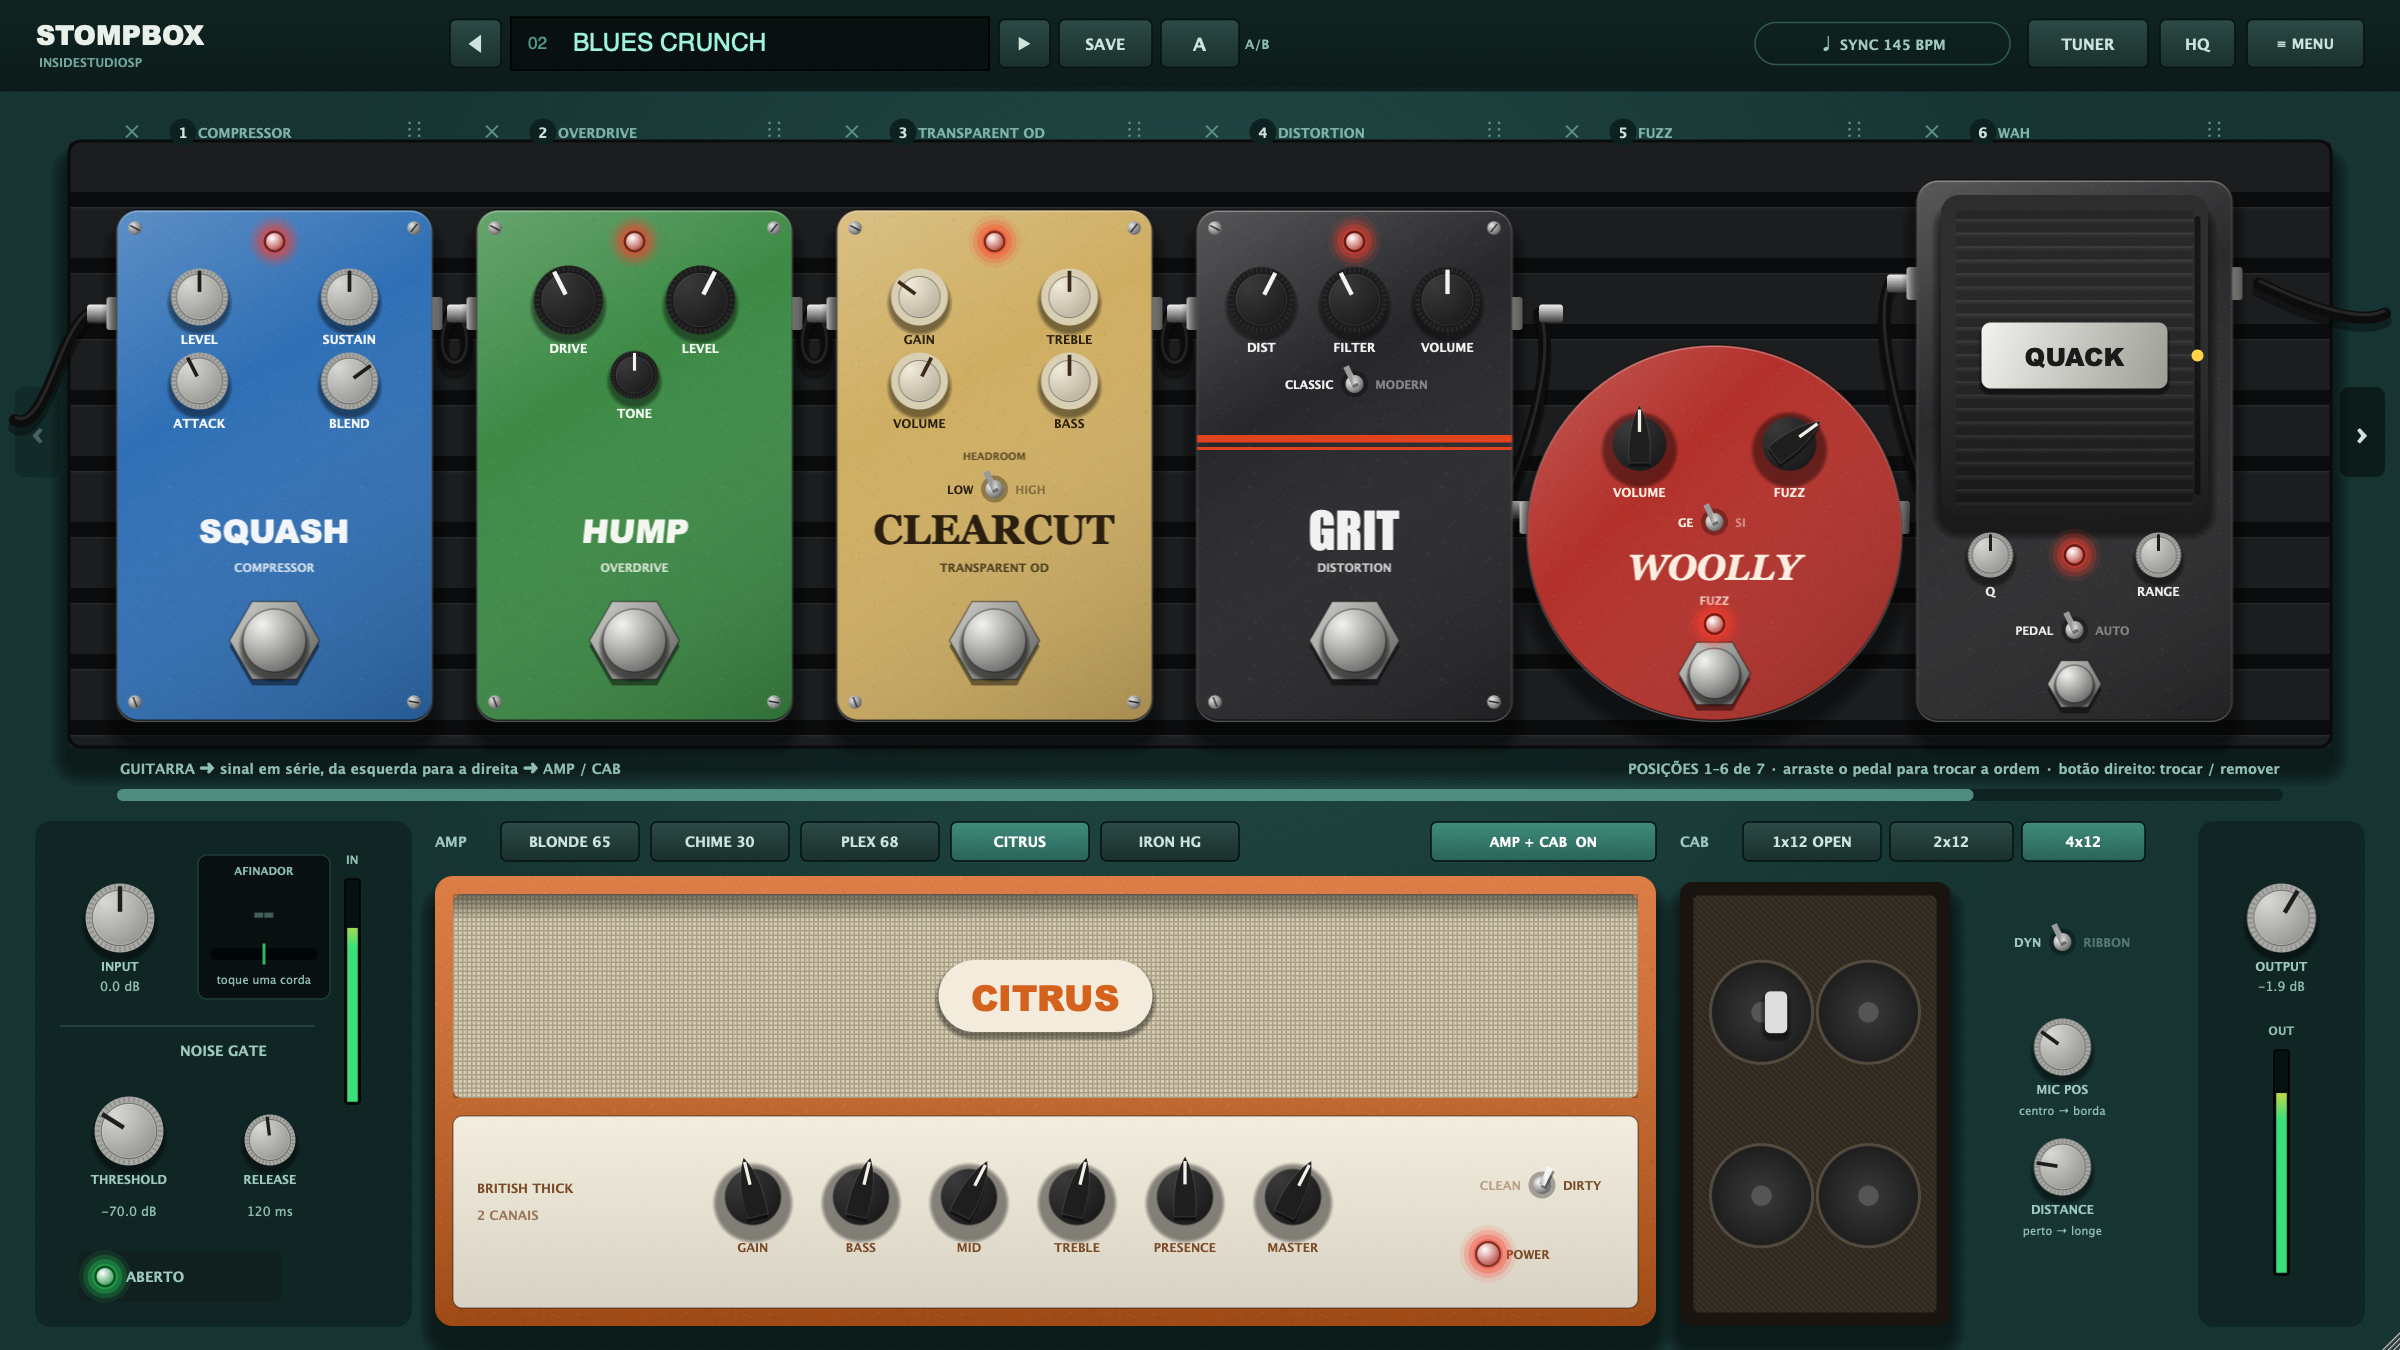 STOMPBOX
INSIDESTUDIOSP
02 BLUES CRUNCH
SAVE
A
A/B
♩ SYNC 145 BPM
TUNER
HQ
≡ MENU
1 COMPRESSOR
2 OVERDRIVE
3 TRANSPARENT OD
4 DISTORTION
5 FUZZ
6 WAH
LEVEL
SUSTAIN
ATTACK
BLEND
SQUASH
COMPRESSOR
DRIVE
LEVEL
TONE
HUMP
OVERDRIVE
GAIN
TREBLE
VOLUME
BASS
HEADROOM
LOW
HIGH
CLEARCUT
TRANSPARENT OD
DIST
FILTER
VOLUME
CLASSIC
MODERN
GRIT
DISTORTION
VOLUME
FUZZ
GE
SI
WOOLLY
FUZZ
QUACK
Q
RANGE
PEDAL
AUTO
GUITARRA ➜ sinal em série, da esquerda para a direita ➜ AMP / CAB
POSIÇÕES 1–6 de 7 · arraste o pedal para trocar a ordem · botão direito: trocar / remover
INPUT
0.0 dB
AFINADOR
--
toque uma corda
IN
NOISE GATE
THRESHOLD
-70.0 dB
RELEASE
120 ms
ABERTO
AMP
BLONDE 65
CHIME 30
PLEX 68
CITRUS
IRON HG
AMP + CAB ON
CITRUS
BRITISH THICK
2 CANAIS
GAIN
BASS
MID
TREBLE
PRESENCE
MASTER
CLEAN
DIRTY
POWER
CAB
1x12 OPEN
2x12
4x12
DYN
RIBBON
MIC POS
centro → borda
DISTANCE
perto → longe
OUTPUT
-1.9 dB
OUT